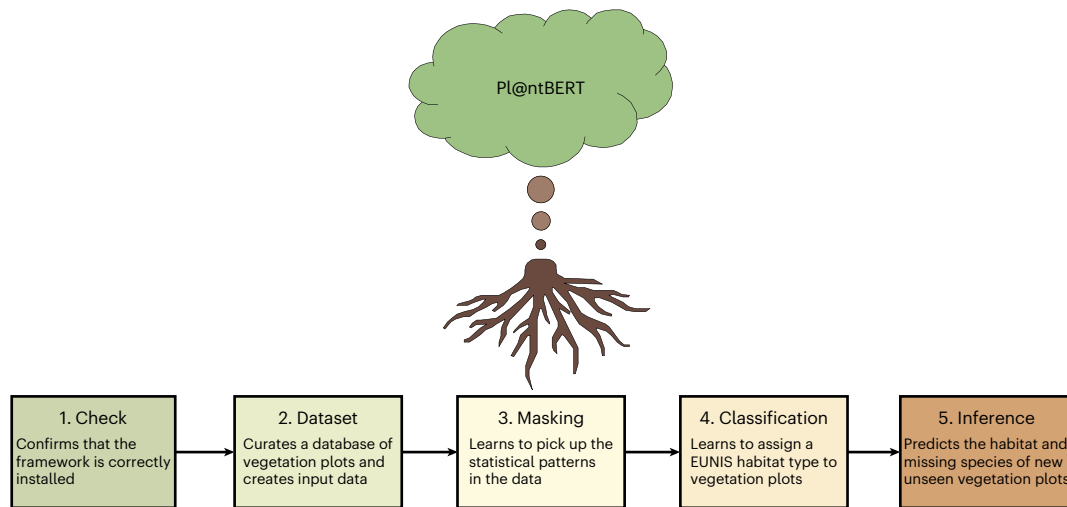 Pl@ntBERT
1. Check
Confirms that the
framework is correctly
installed
2. Dataset
Curates a database of
vegetation plots and
creates input data
3. Masking
Learns to pick up the
statistical patterns
in the data
4. Classification
Learns to assign a
EUNIS habitat type to
vegetation plots
5. Inference
Predicts the habitat and
missing species of new
unseen vegetation plots